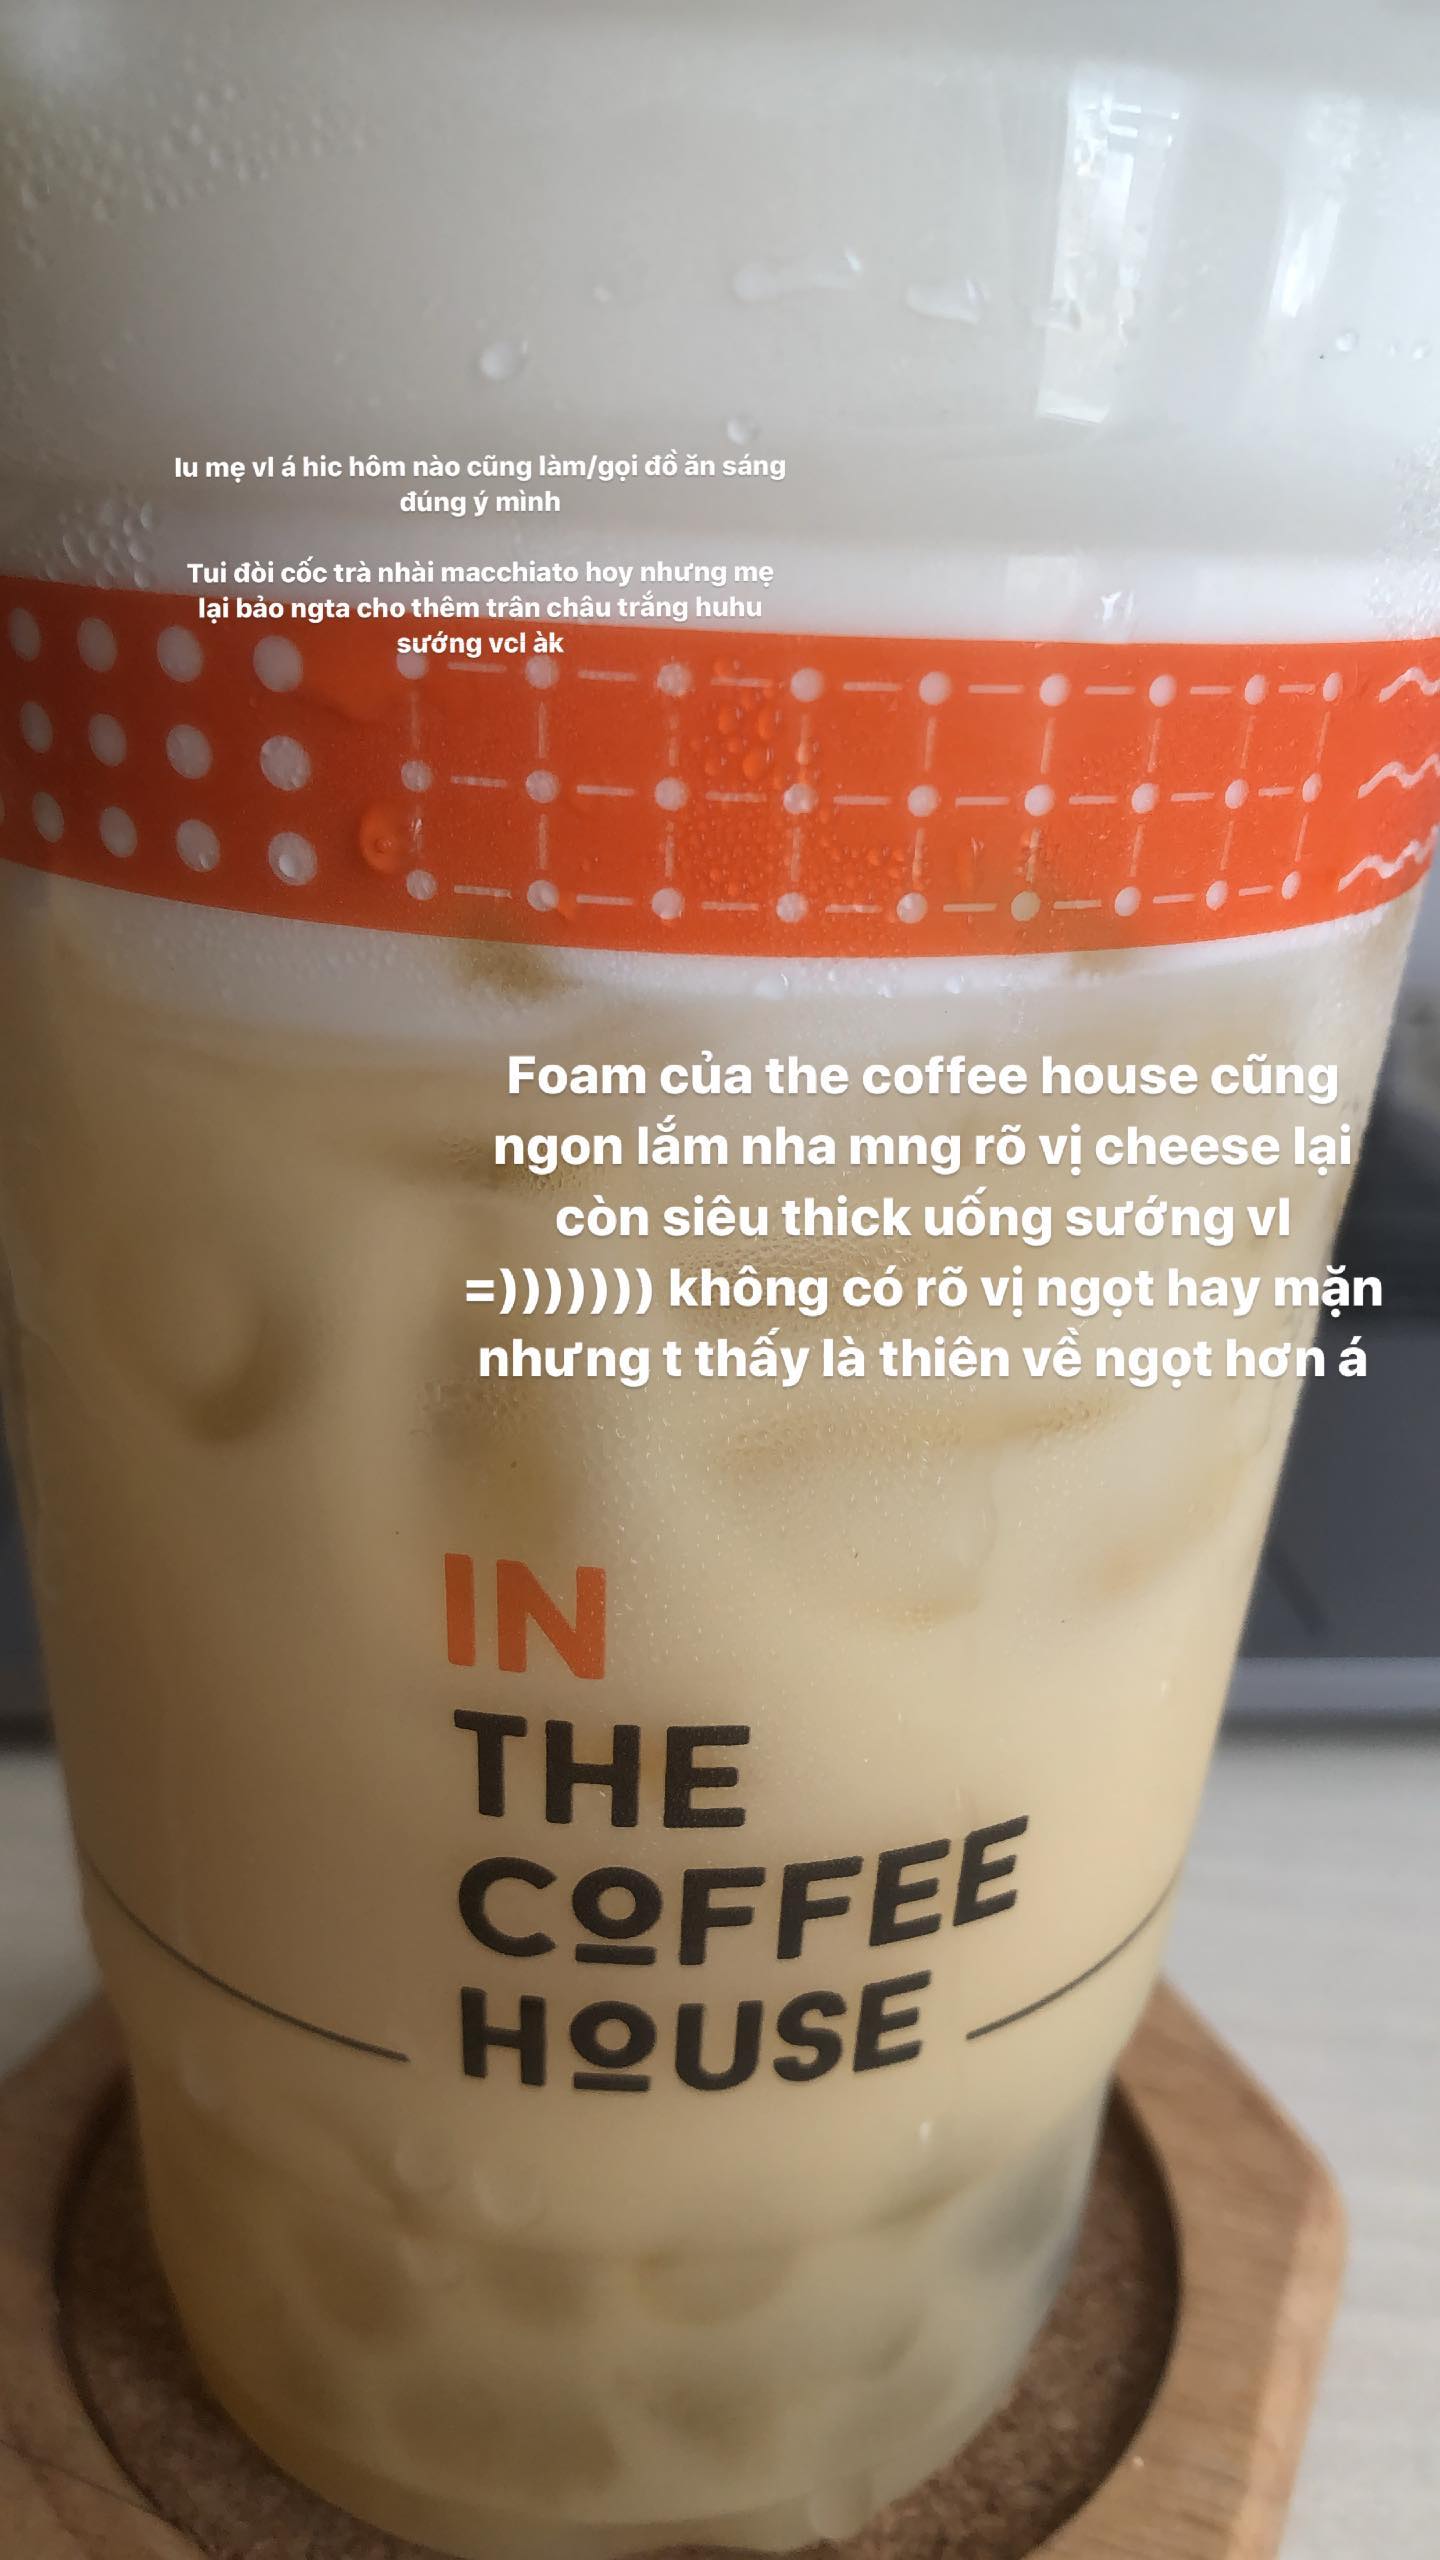 Iu mẹ vl á hic hôm nào cũng làm/gọi đồ ăn sáng
đúng ý mình
Tui đòi cốc trà nhài macchiato hoy nhưng mẹ
lại bảo ngta cho thêm trân châu trắng huhu
sướng vcl àk
Foam của the coffee house cũng
ngon lắm nha mng rõ vị cheese lại
còn siêu thick uống sướng vl
=))))))) không có rõ vị ngọt hay mặn
nhưng t thấy là thiên về ngọt hơn á
IN
THE
COFFEE
HOUSE